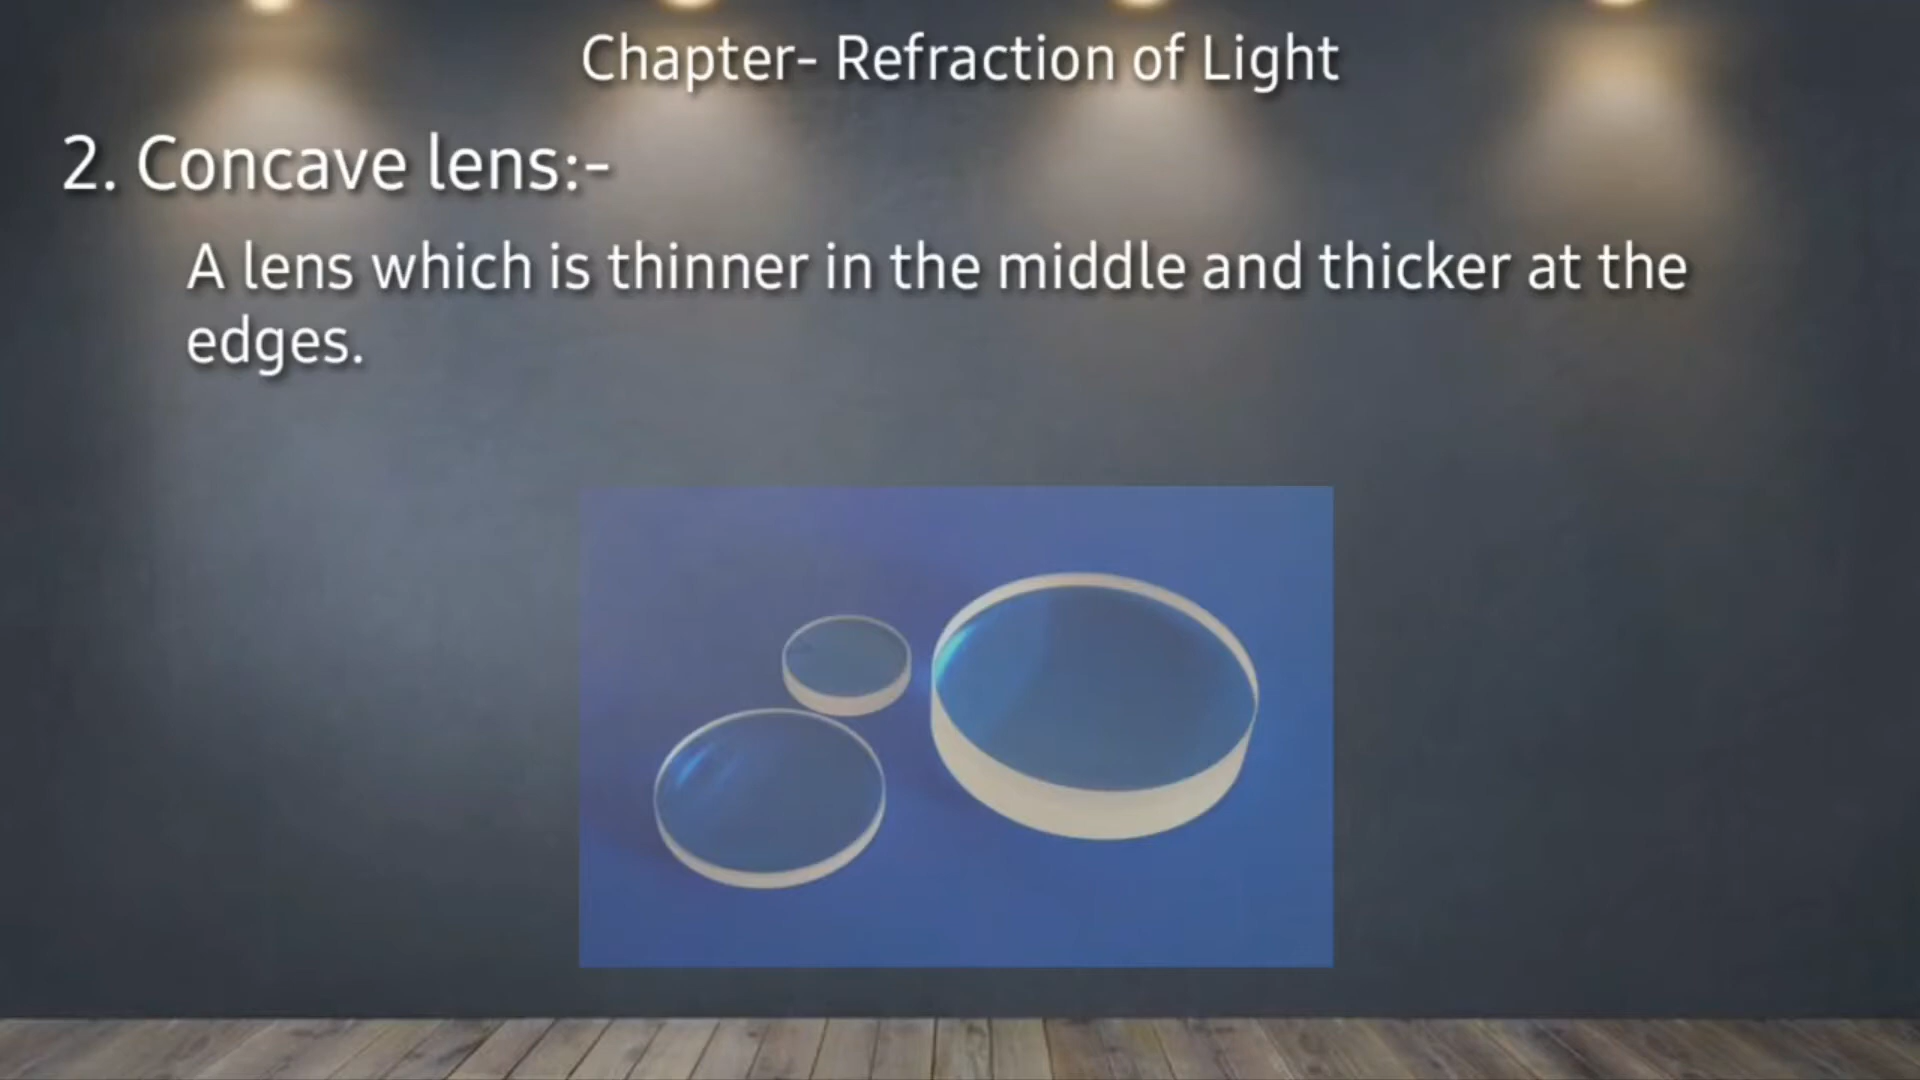 Chapter- Refraction of Light
2. Concave lens:-
A lens which is thinner in the middle and thicker at the
edges.